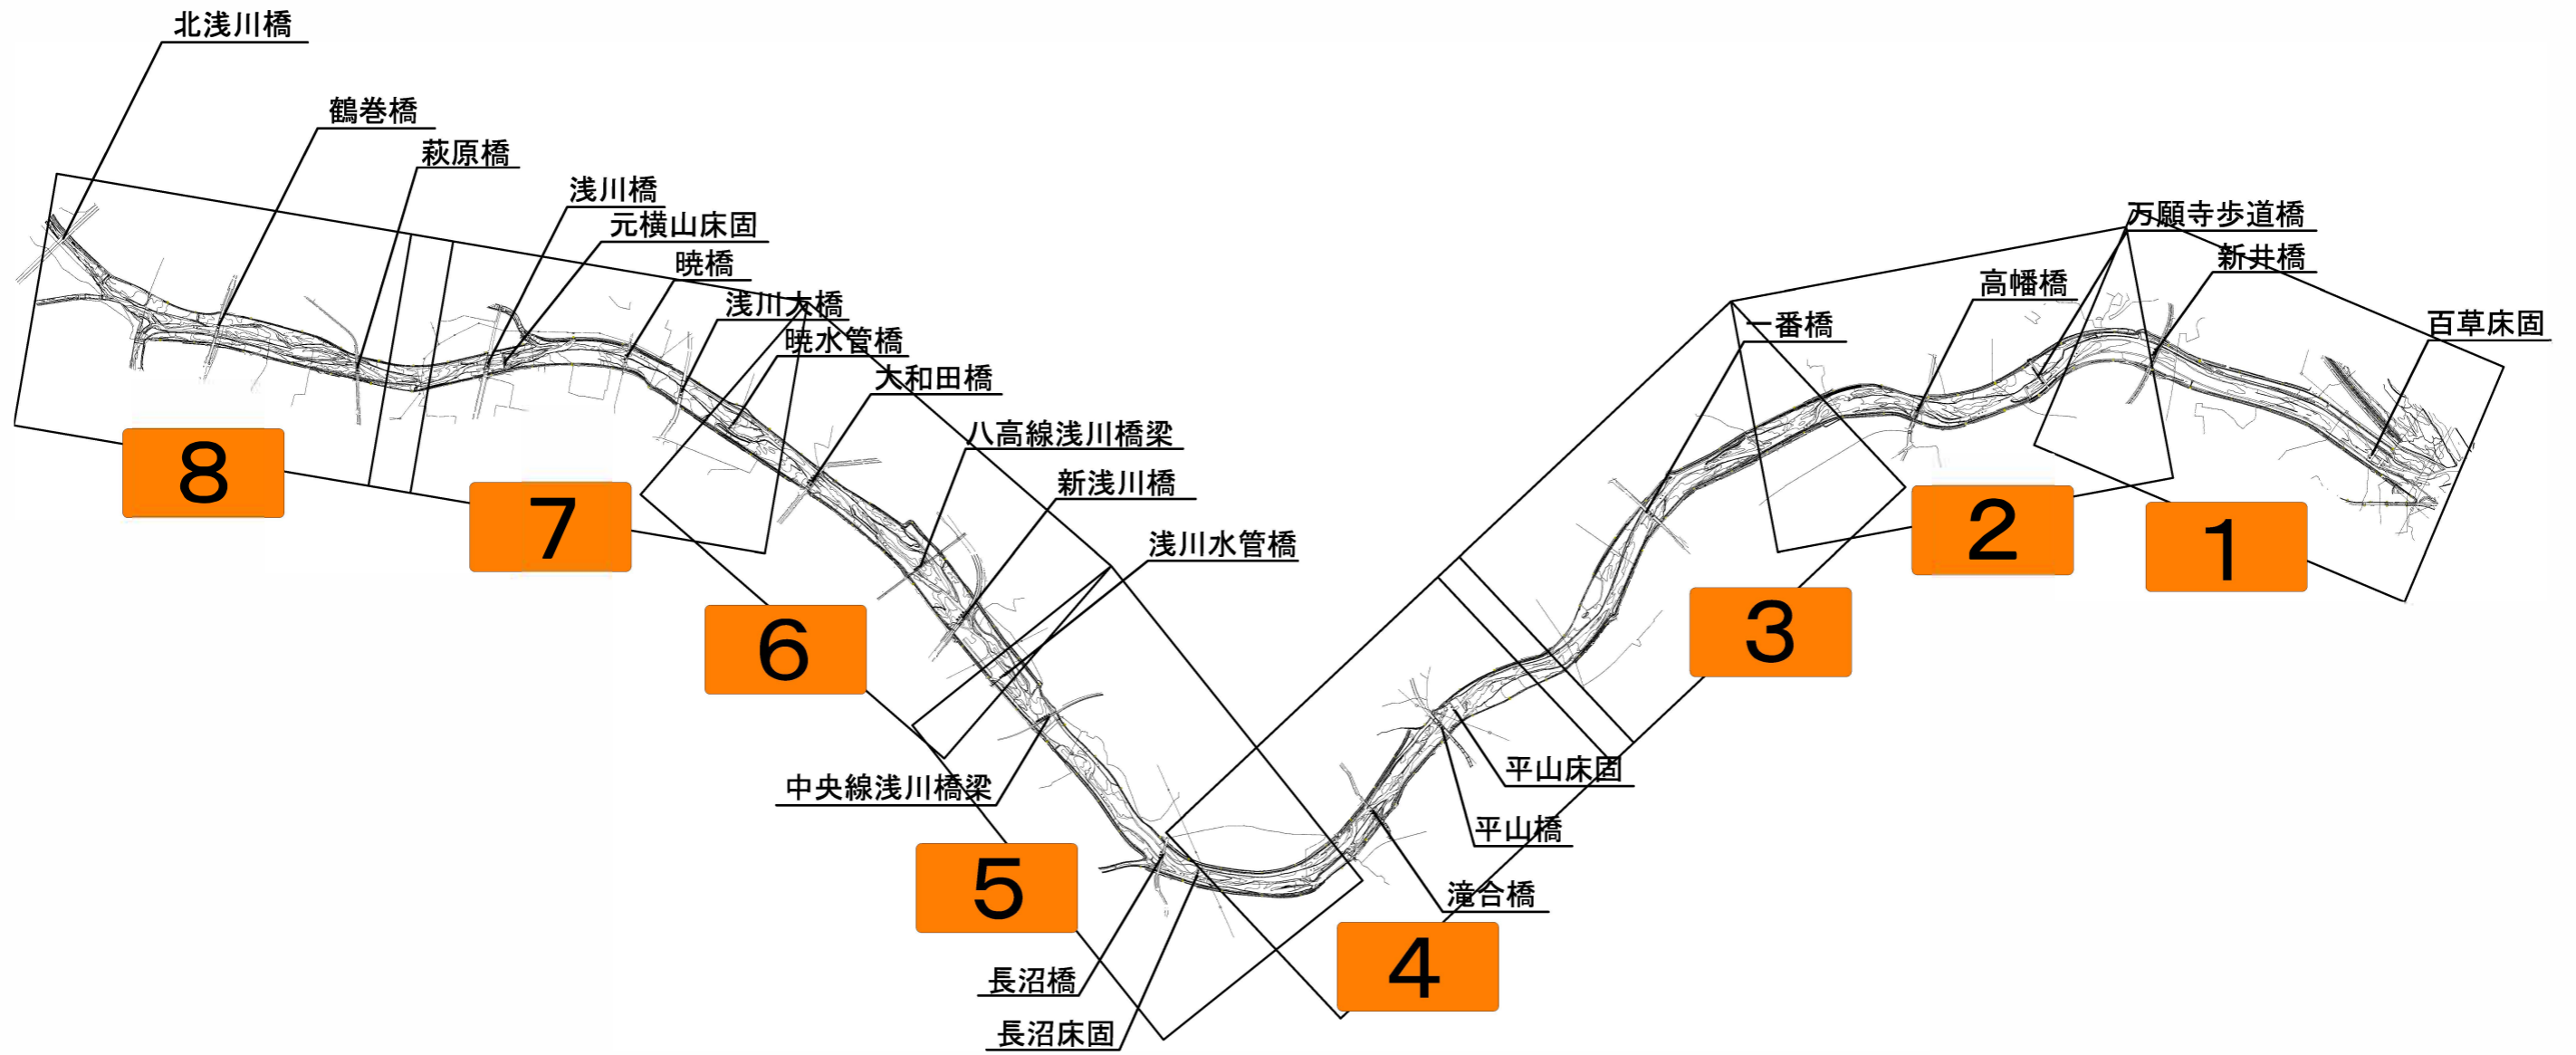 北浅川橋
鶴巻橋
萩原橋
浅川橋
元横山床固
暁橋
浅川大橋
暁水管橋
大和田橋
八高線浅川橋梁
新浅川橋
浅川水管橋
万願寺歩道橋
新井橋
高幡橋
一番橋
百草床固
8
7
6
5
4
3
2
1
中央線浅川橋梁
平山床固
平山橋
滝合橋
長沼橋
長沼床固